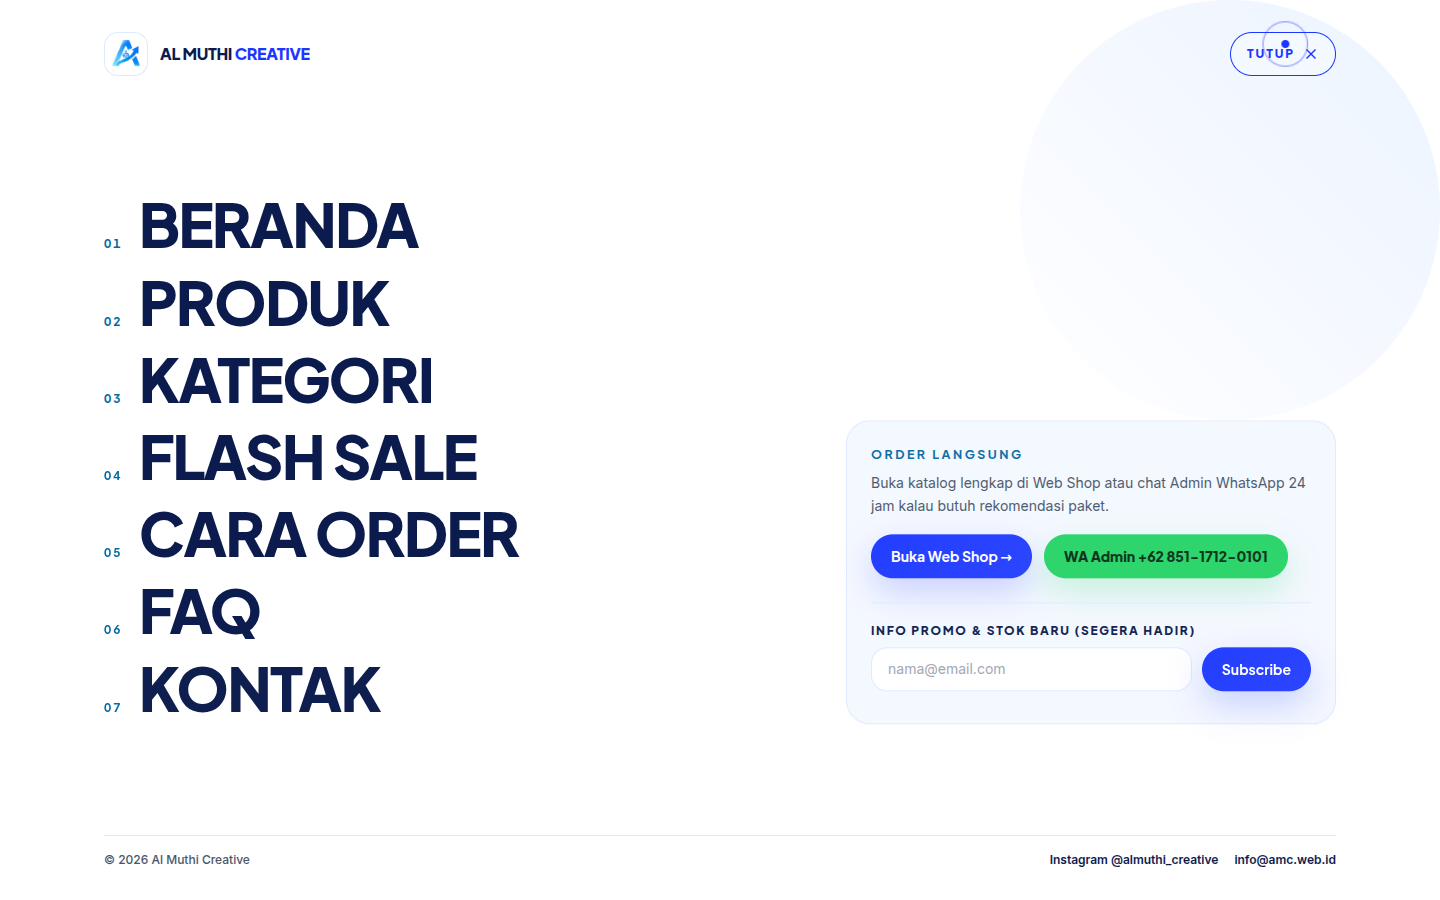 AL MUTHI CREATIVE
TUTUP ×
01 BERANDA
02 PRODUK
03 KATEGORI
04 FLASH SALE
05 CARA ORDER
06 FAQ
07 KONTAK
ORDER LANGSUNG
Buka katalog lengkap di Web Shop atau chat Admin WhatsApp 24
jam kalau butuh rekomendasi paket.
Buka Web Shop →
WA Admin +62 851-1712-0101
INFO PROMO & STOK BARU (SEGERA HADIR)
nama@email.com
Subscribe
© 2026 Al Muthi Creative
Instagram @almuthi_creative
info@amc.web.id